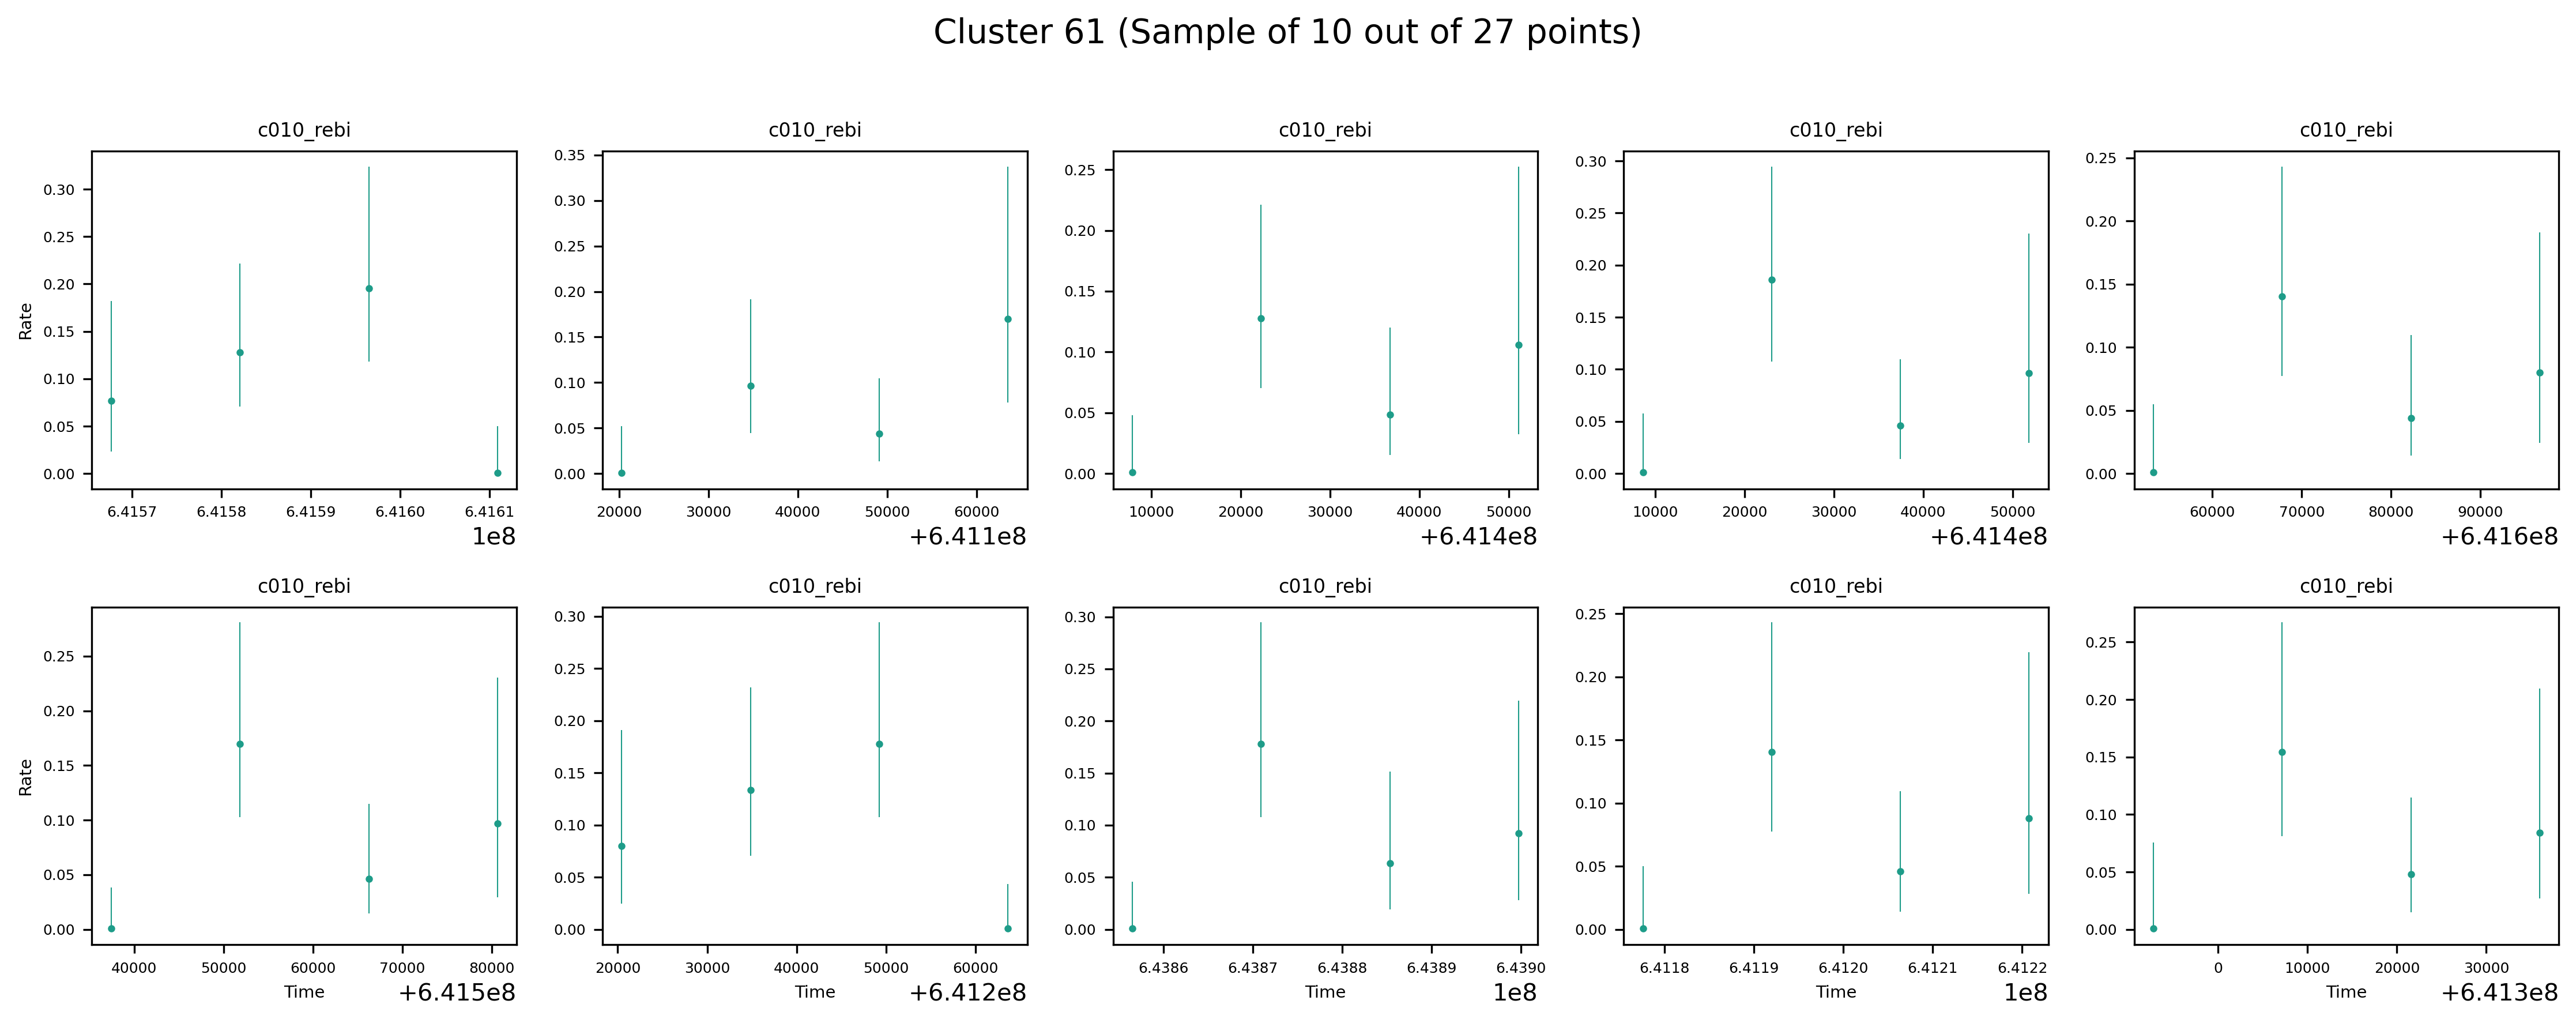 Cluster 61 (Sample of 10 out of 27 points)
c010_rebi c010_rebi c010_rebi c010_rebi c010_rebi
Rate
0.30 0.25 0.20 0.15 0.10 0.05 0.00
6.4157 6.4158 6.4159 6.4160 6.4161
1e8
0.35 0.30 0.25 0.20 0.15 0.10 0.05 0.00
20000 30000 40000 50000 60000
+6.411e8
0.25 0.20 0.15 0.10 0.05 0.00
10000 20000 30000 40000 50000
+6.414e8
0.30 0.25 0.20 0.15 0.10 0.05 0.00
10000 20000 30000 40000 50000
+6.414e8
0.25 0.20 0.15 0.10 0.05 0.00
60000 70000 80000 90000
+6.416e8
c010_rebi c010_rebi c010_rebi c010_rebi c010_rebi
Rate
0.25 0.20 0.15 0.10 0.05 0.00
40000 50000 60000 70000 80000
Time +6.415e8
0.30 0.25 0.20 0.15 0.10 0.05 0.00
20000 30000 40000 50000 60000
Time +6.412e8
0.30 0.25 0.20 0.15 0.10 0.05 0.00
6.4386 6.4387 6.4388 6.4389 6.4390
Time 1e8
0.25 0.20 0.15 0.10 0.05 0.00
6.4118 6.4119 6.4120 6.4121 6.4122
Time 1e8
0.25 0.20 0.15 0.10 0.05 0.00
0 10000 20000 30000
Time +6.413e8